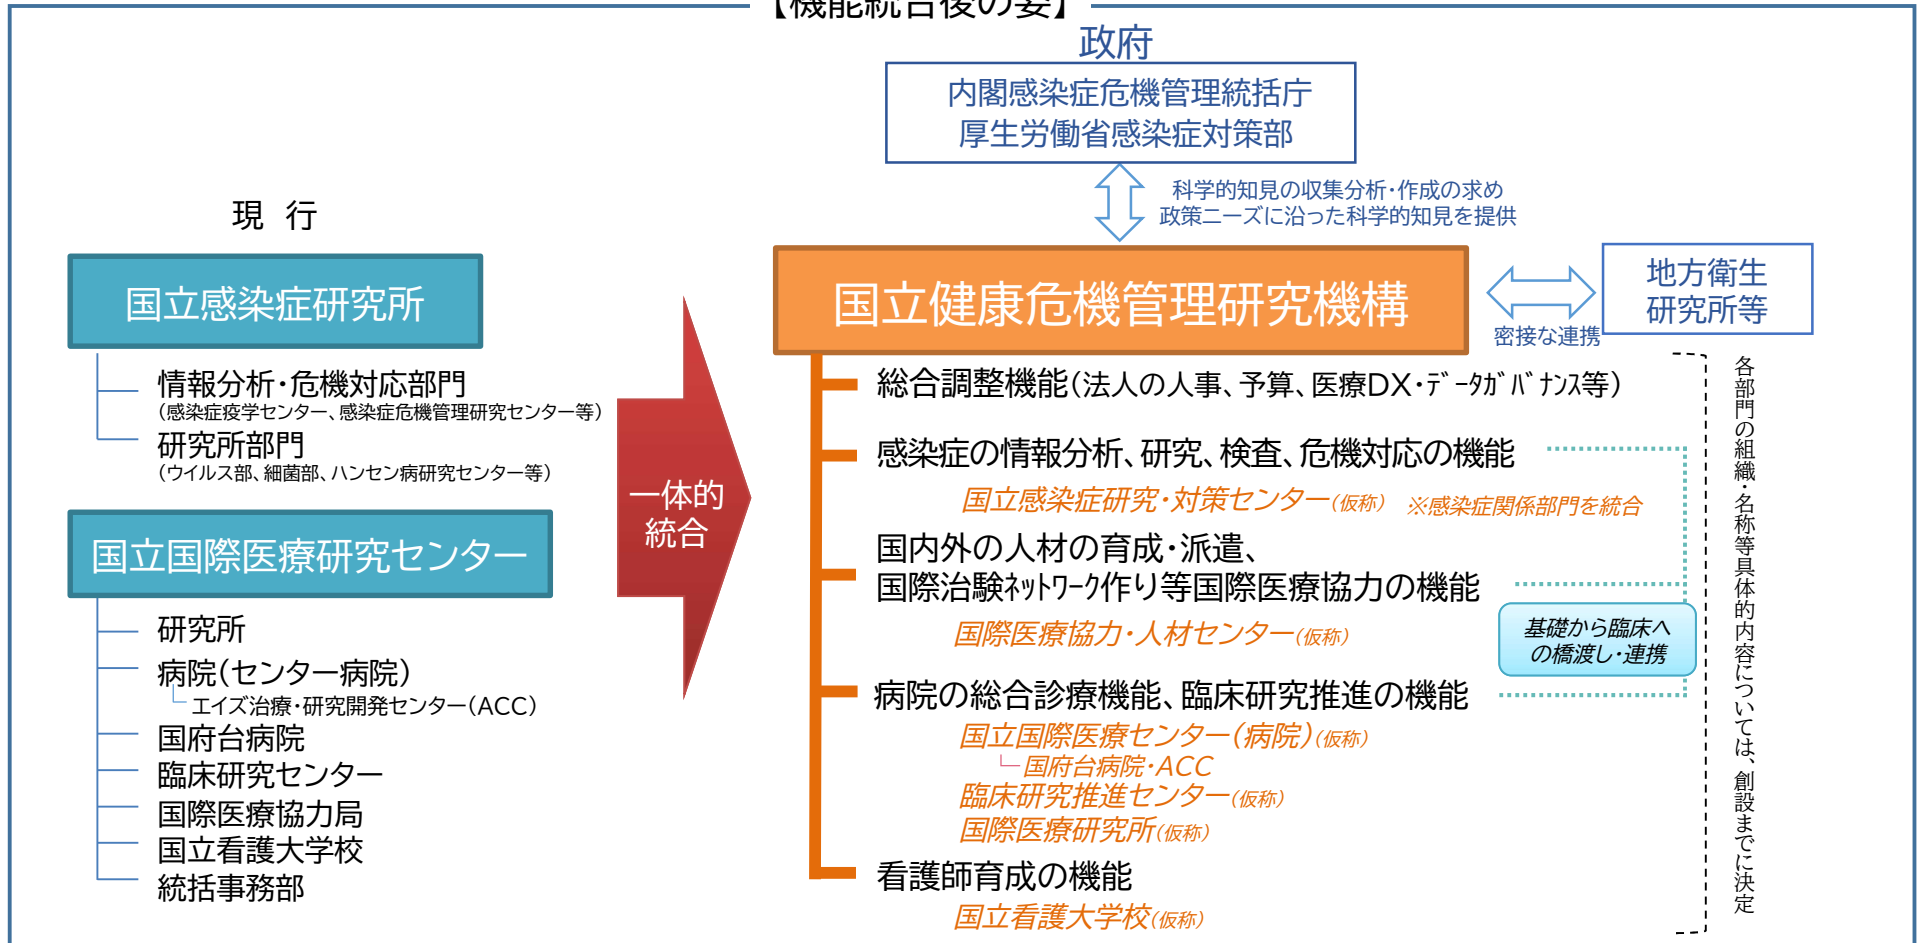 【機能統合後の姿】
政府
内閣感染症危機管理統括庁
厚生労働省感染症対策部
科学的知見の収集分析・作成の求め
政策ニーズに沿った科学的知見を提供
現 行
国立感染症研究所
情報分析・危機対応部門
(感染症疫学センター、感染症危機管理研究センター等)
研究所部門
(ウイルス部、細菌部、ハンセン病研究センター等)
国立国際医療研究センター
研究所
病院(センター病院)
エイズ治療・研究開発センター(ACC)
国府台病院
臨床研究センター
国際医療協力局
国立看護大学校
統括事務部
一体的
統合
国立健康危機管理研究機構
密接な連携
地方衛生
研究所等
総合調整機能(法人の人事、予算、医療DX・ﾃﾞｰﾀｶﾞﾊﾞﾅﾝｽ等)
感染症の情報分析、研究、検査、危機対応の機能
国立感染症研究・対策センター(仮称) ※感染症関係部門を統合
国内外の人材の育成・派遣、
国際治験ﾈｯﾄﾜｰｸ作り等国際医療協力の機能
国際医療協力・人材センター(仮称)
基礎から臨床へ
の橋渡し・連携
病院の総合診療機能、臨床研究推進の機能
国立国際医療センター(病院)(仮称)
国府台病院・ACC
臨床研究推進センター(仮称)
国際医療研究所(仮称)
看護師育成の機能
国立看護大学校(仮称)
各部門の組織・名称等具体的内容については、創設までに決定